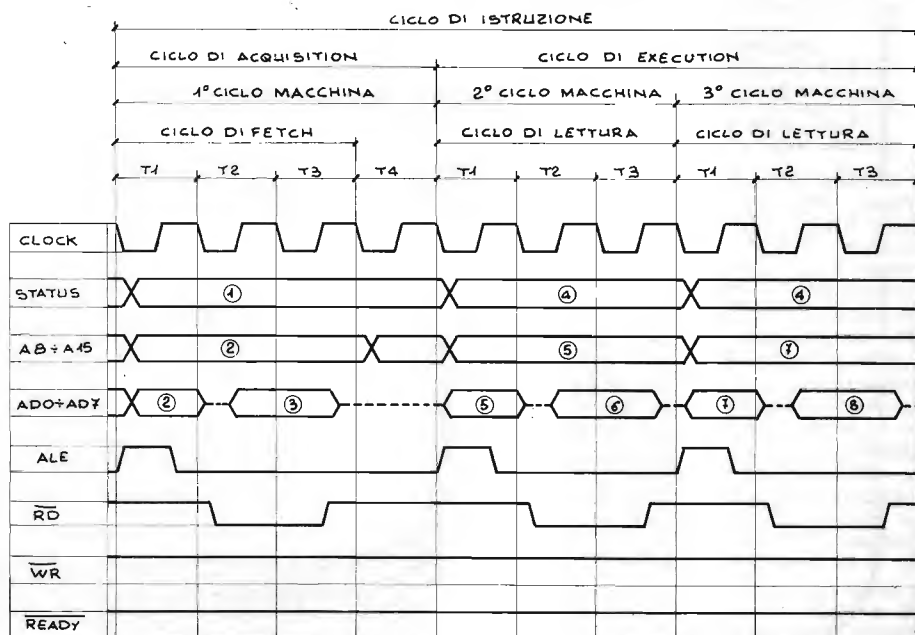 CICLO DI ISTRUZIONE
CICLO DI ACQUISITION CICLO DI EXECUTION
1° CICLO MACCHINA 2° CICLO MACCHINA 3° CICLO MACCHINA
CICLO DI FETCH CICLO DI LETTURA CICLO DI LETTURA
T1 T2 T3 T4 T1 T2 T3 T1 T2 T3
CLOCK
STATUS 1 4 4
A8÷A15 2 5 7
AD0÷AD7 2 3 5 6 7 8
ALE
RD
WR
READY